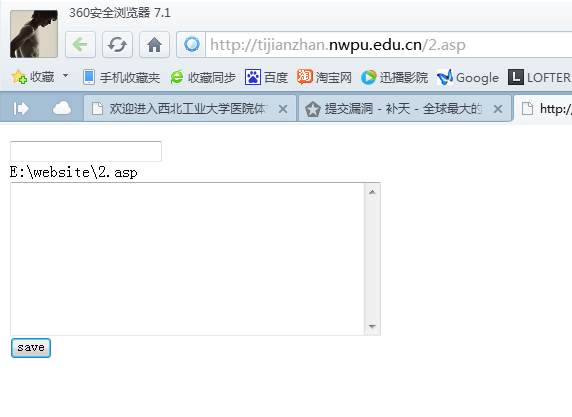 360安全浏览器 7.1
http://tijianzhan.nwpu.edu.cn/2.asp
收藏 手机收藏夹 收藏同步 百度 淘宝网 迅播影院 Google LOFTER
欢迎进入西北工业大学医院体 提交漏洞 - 补天 - 全球最大的 http://
E:\website\2.asp
save